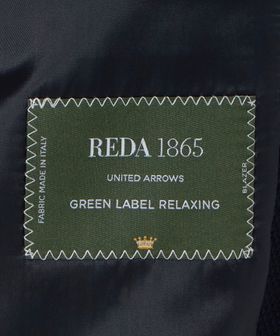 REDA 1865
UNITED ARROWS
GREEN LABEL RELAXING
FABRIC MADE IN ITALY
BLAZER